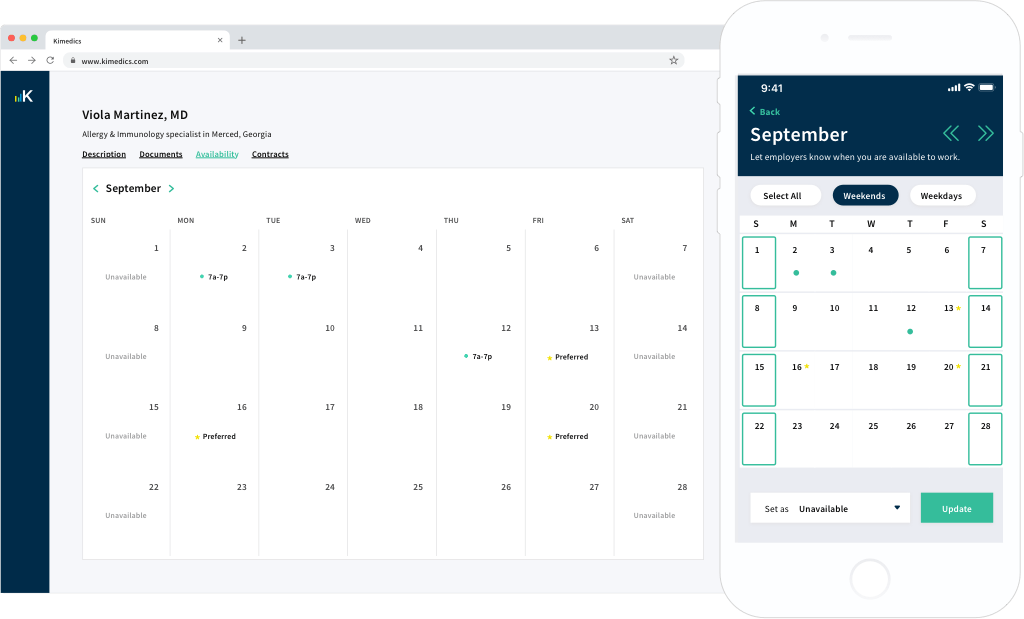 Kimedics
www.kimedics.com
K
Viola Martinez, MD
Allergy & Immunology specialist in Merced, Georgia
Description Documents Availability Contracts
September
SUN MON TUE WED THU FRI SAT
1 2 3 4 5 6 7
Unavailable 7a-7p 7a-7p Unavailable
8 9 10 11 12 13 14
Unavailable 7a-7p Preferred Unavailable
15 16 17 18 19 20 21
Unavailable Preferred Preferred Unavailable
22 23 24 25 26 27 28
Unavailable Unavailable
9:41
Back
September
Let employers know when you are available to work.
Select All Weekends Weekdays
S M T W T F S
1 2 3 4 5 6 7
8 9 10 11 12 13 14
15 16 17 18 19 20 21
22 23 24 25 26 27 28
Set as Unavailable Update